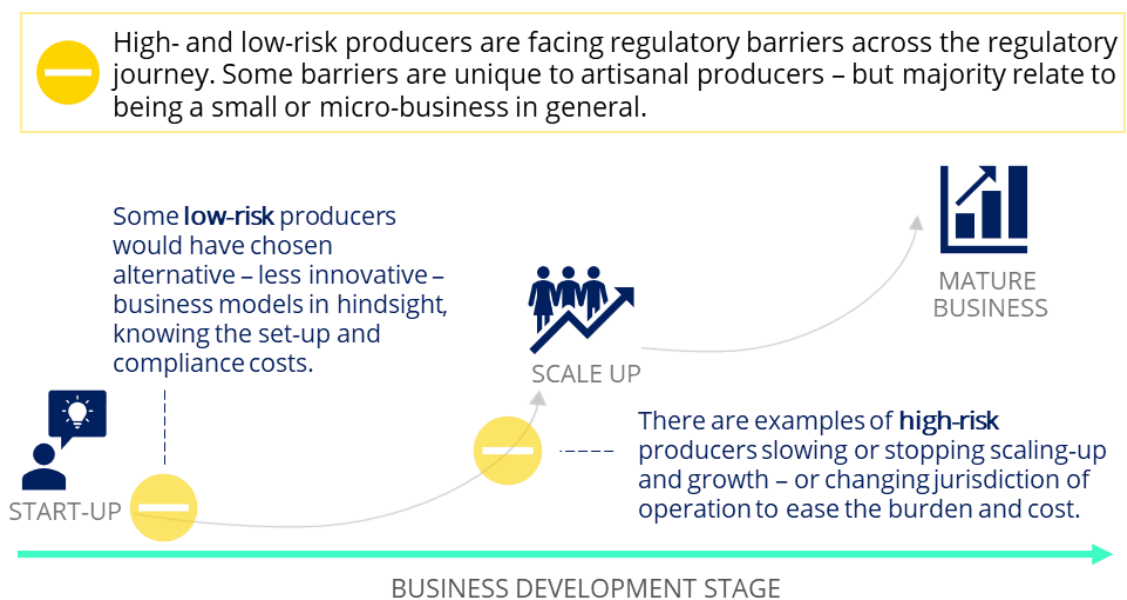 High- and low-risk producers are facing regulatory barriers across the regulatory
journey. Some barriers are unique to artisanal producers – but majority relate to
being a small or micro-business in general.
Some low-risk producers
would have chosen
alternative – less innovative –
business models in hindsight,
knowing the set-up and
compliance costs.
MATURE
BUSINESS
SCALE UP
There are examples of high-risk
producers slowing or stopping scaling-up
and growth – or changing jurisdiction of
operation to ease the burden and cost.
START-UP
BUSINESS DEVELOPMENT STAGE